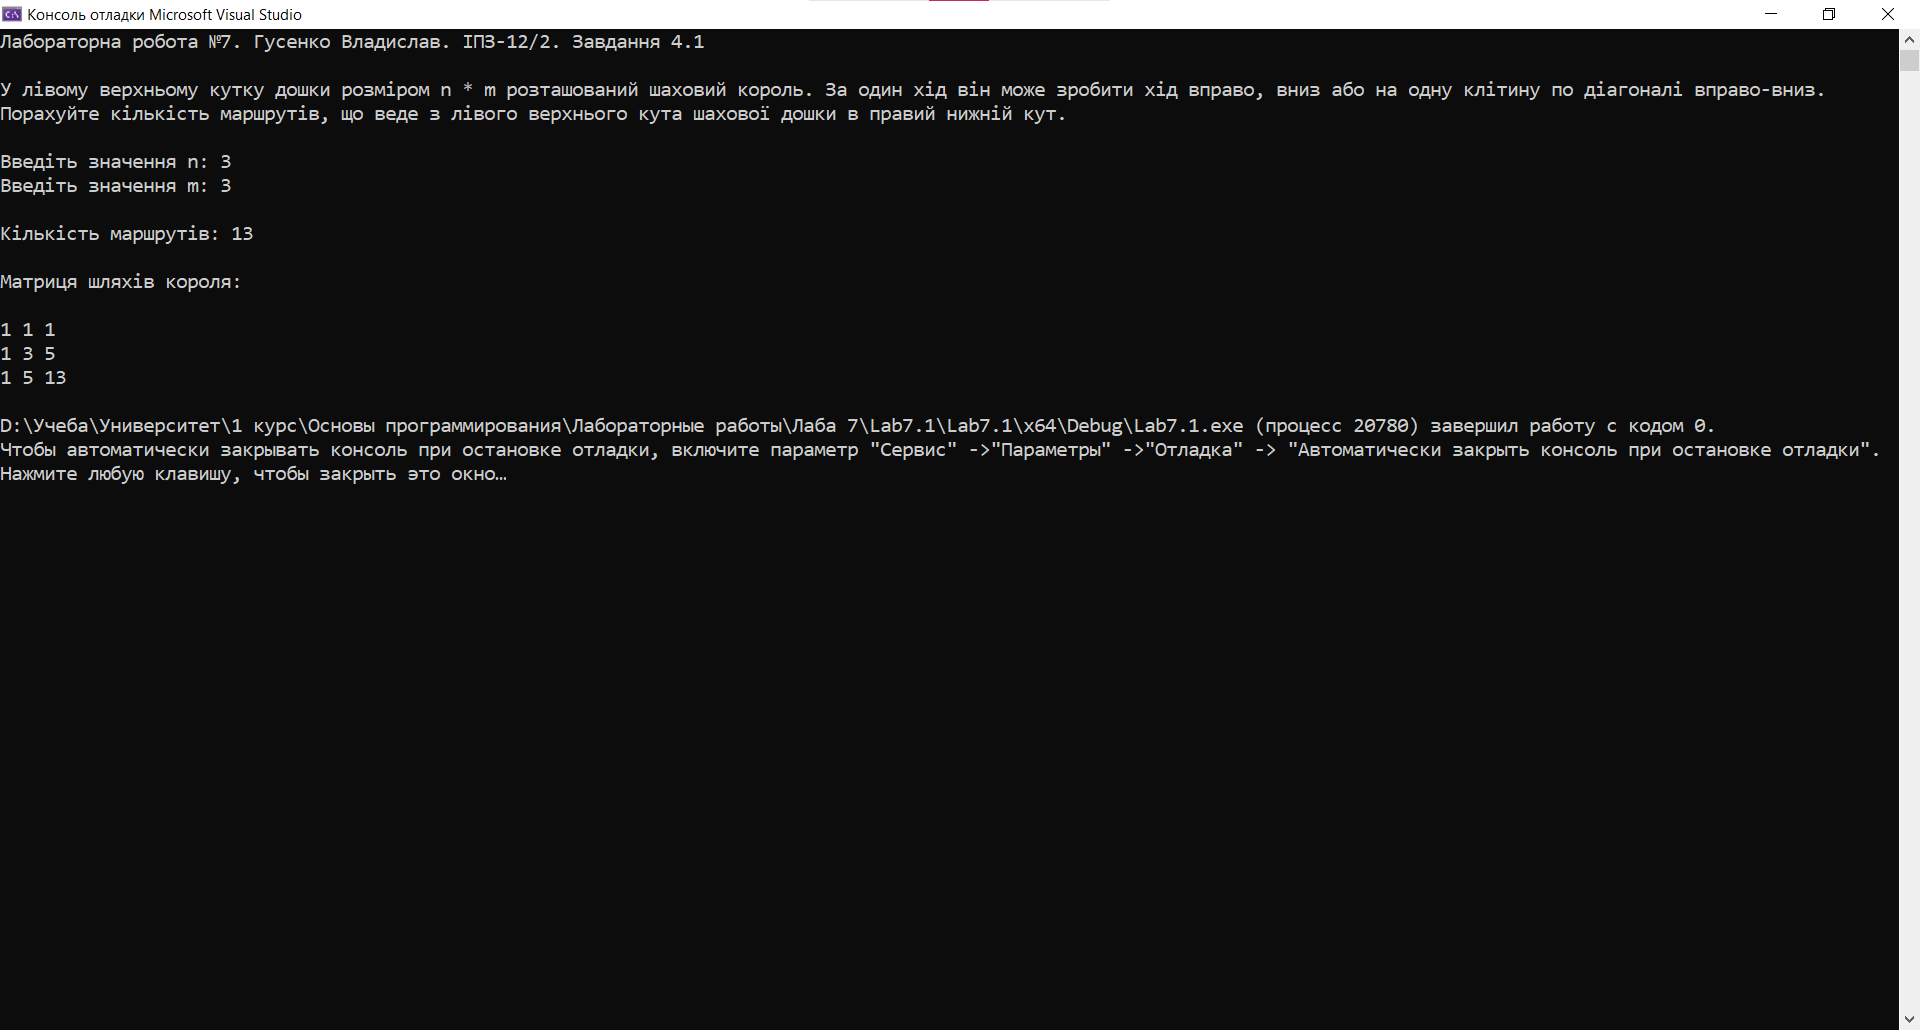 Консоль отладки Microsoft Visual Studio
Лабораторна робота №7. Гусенко Владислав. ІПЗ-12/2. Завдання 4.1
У лівому верхньому кутку дошки розміром n * m розташований шаховий король. За один хід він може зробити хід вправо, вниз або на одну клітину по діагоналі вправо-вниз.
Порахуйте кількість маршрутів, що веде з лівого верхнього кута шахової дошки в правий нижній кут.
Введіть значення n: 3
Введіть значення m: 3
Кількість маршрутів: 13
Матриця шляхів короля:
1 1 1
1 3 5
1 5 13
D:\Учеба\Университет\1 курс\Основы программирования\Лабораторные работы\Лаба 7\Lab7.1\Lab7.1\x64\Debug\Lab7.1.exe (процесс 20780) завершил работу с кодом 0.
Чтобы автоматически закрывать консоль при остановке отладки, включите параметр "Сервис" ->"Параметры" ->"Отладка" -> "Автоматически закрыть консоль при остановке отладки".
Нажмите любую клавишу, чтобы закрыть это окно…